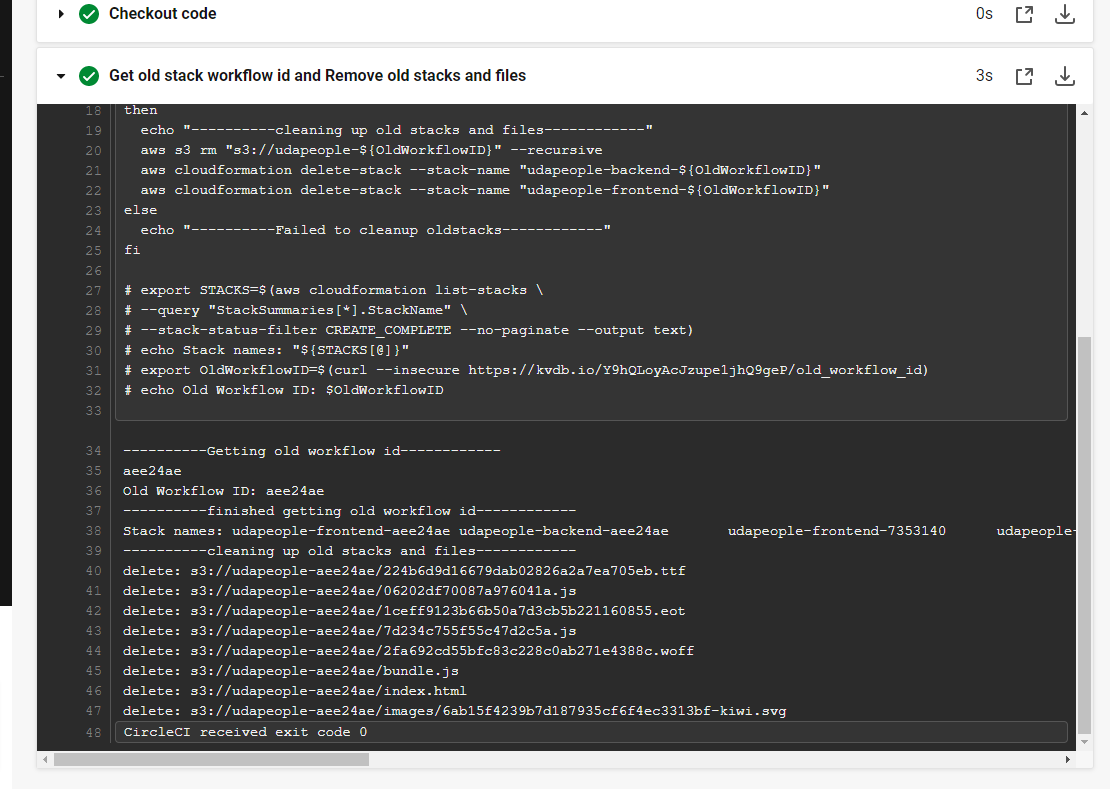 Checkout code 0s
Get old stack workflow id and Remove old stacks and files 3s
18 then
19 echo "----------cleaning up old stacks and files------------"
20 aws s3 rm "s3://udapeople-${OldWorkflowID}" --recursive
21 aws cloudformation delete-stack --stack-name "udapeople-backend-${OldWorkflowID}"
22 aws cloudformation delete-stack --stack-name "udapeople-frontend-${OldWorkflowID}"
23 else
24 echo "----------Failed to cleanup oldstacks------------"
25 fi
26
27 # export STACKS=$(aws cloudformation list-stacks \
28 # --query "StackSummaries[*].StackName" \
29 # --stack-status-filter CREATE_COMPLETE --no-paginate --output text)
30 # echo Stack names: "${STACKS[@]}"
31 # export OldWorkflowID=$(curl --insecure https://kvdb.io/Y9hQLoyAcJzupe1jhQ9geP/old_workflow_id)
32 # echo Old Workflow ID: $OldWorkflowID
33
34 ----------Getting old workflow id------------
35 aee24ae
36 Old Workflow ID: aee24ae
37 ----------finished getting old workflow id------------
38 Stack names: udapeople-frontend-aee24ae udapeople-backend-aee24ae udapeople-frontend-7353140 udapeople-
39 ----------cleaning up old stacks and files------------
40 delete: s3://udapeople-aee24ae/224b6d9d16679dab02826a2a7ea705eb.ttf
41 delete: s3://udapeople-aee24ae/06202df70087a976041a.js
42 delete: s3://udapeople-aee24ae/1ceff9123b66b50a7d3cb5b221160855.eot
43 delete: s3://udapeople-aee24ae/7d234c755f55c47d2c5a.js
44 delete: s3://udapeople-aee24ae/2fa692cd55bfc83c228c0ab271e4388c.woff
45 delete: s3://udapeople-aee24ae/bundle.js
46 delete: s3://udapeople-aee24ae/index.html
47 delete: s3://udapeople-aee24ae/images/6ab15f4239b7d187935cf6f4ec3313bf-kiwi.svg
48 CircleCI received exit code 0